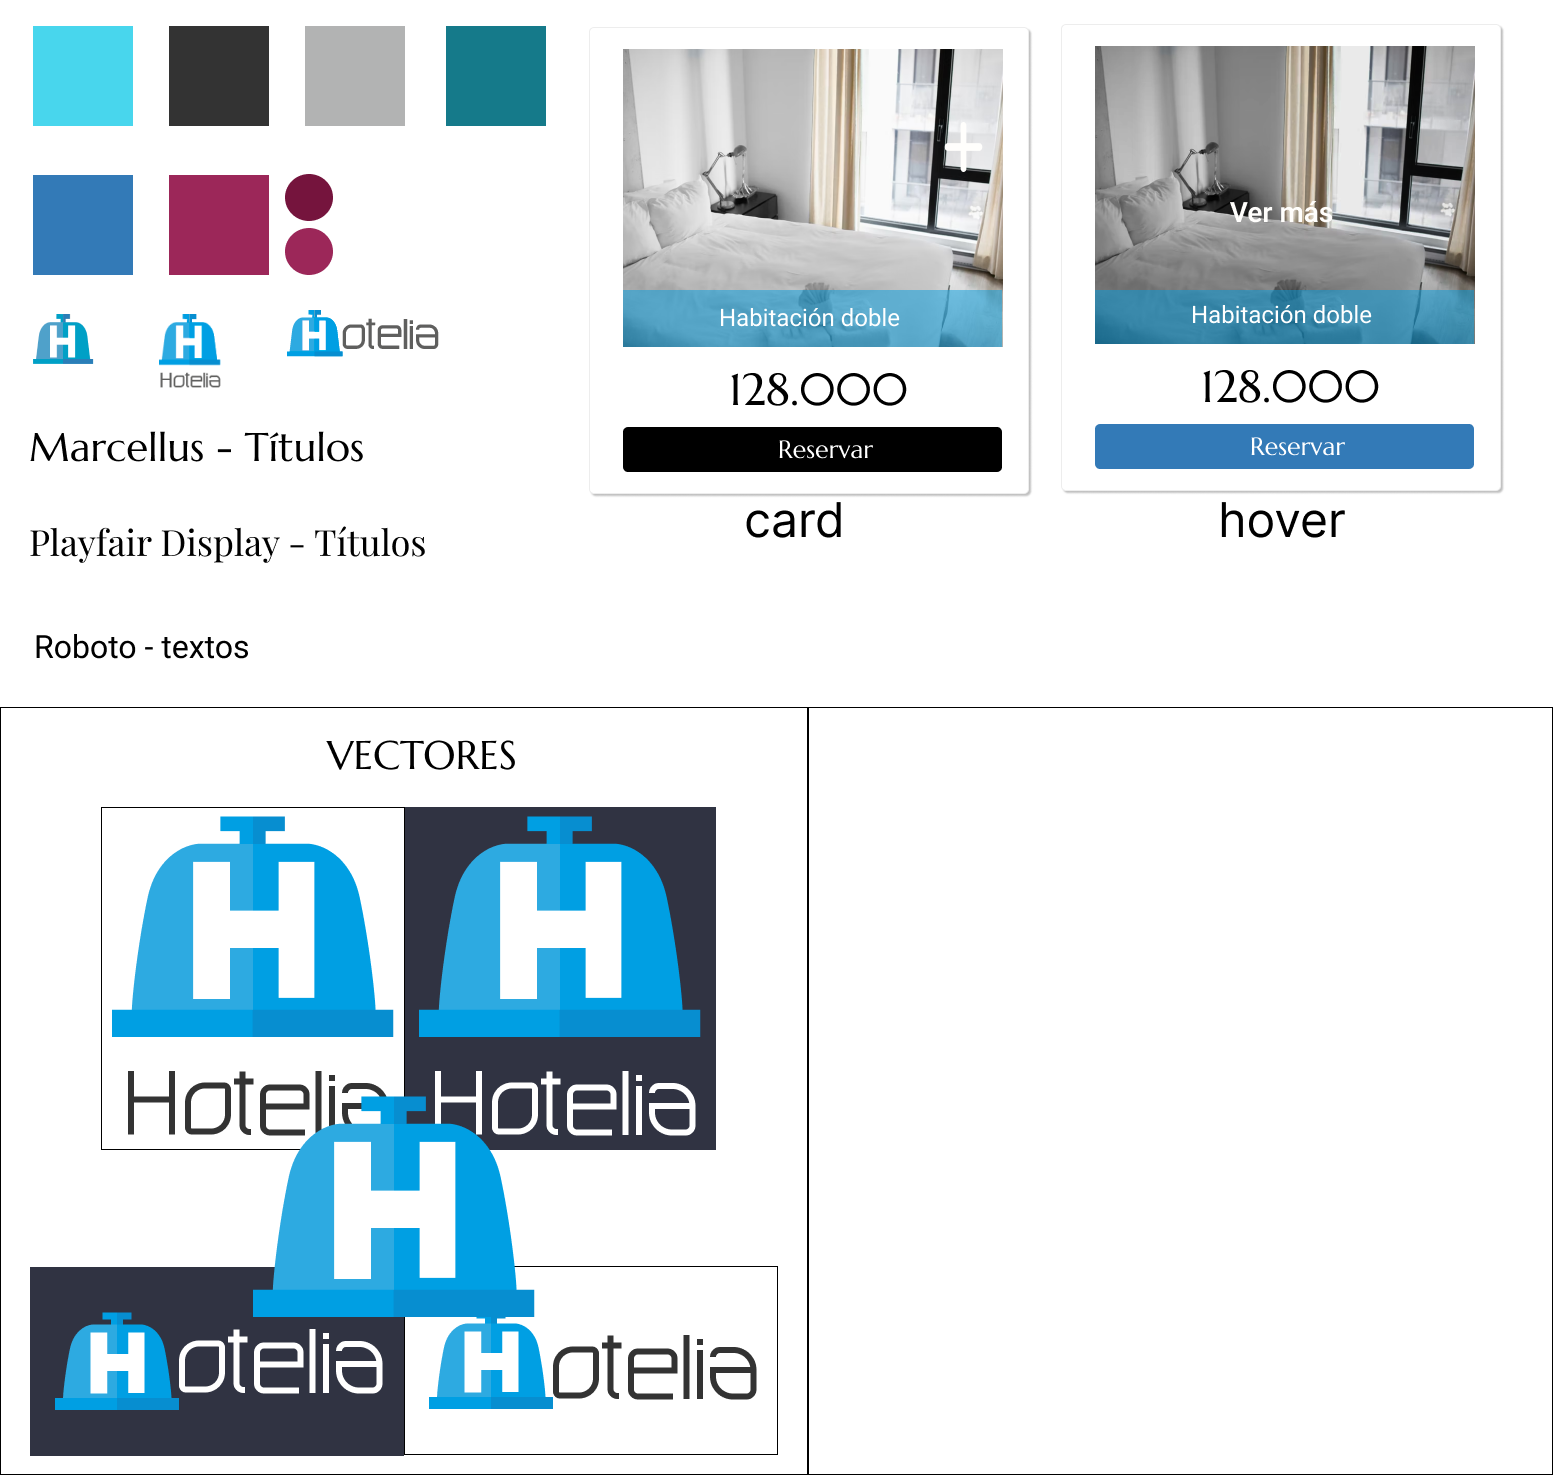 H
H
Hotelia
Hotelia
Marcellus - Títulos
Playfair Display - Títulos
Roboto - textos
Habitación doble
128.000
Reservar
card
Ver más
Habitación doble
128.000
Reservar
hover
VECTORES
H
Hotelia
H
Hotelia
H
Hotelia
Hotelia